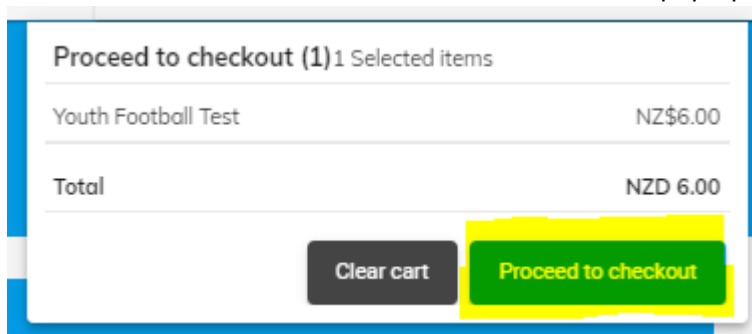 Proceed to checkout (1)1 Selected items
Youth Football Test NZ$6.00
Total NZD 6.00
Clear cart Proceed to checkout